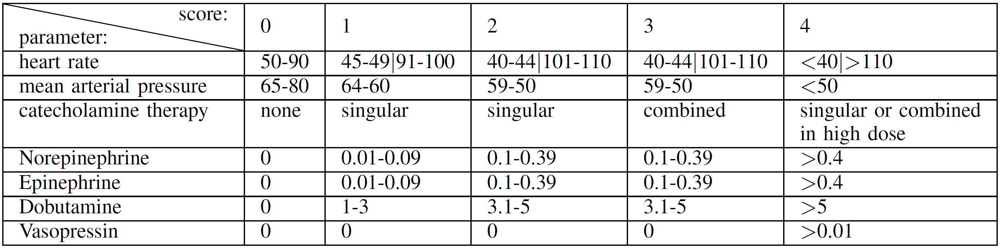 score:
parameter:
0 1 2 3 4
heart rate 50-90 45-49|91-100 40-44|101-110 40-44|101-110 <40|>110
mean arterial pressure 65-80 64-60 59-50 59-50 <50
catecholamine therapy none singular singular combined singular or combined
in high dose
Norepinephrine 0 0.01-0.09 0.1-0.39 0.1-0.39 >0.4
Epinephrine 0 0.01-0.09 0.1-0.39 0.1-0.39 >0.4
Dobutamine 0 1-3 3.1-5 3.1-5 >5
Vasopressin 0 0 0 0 >0.01